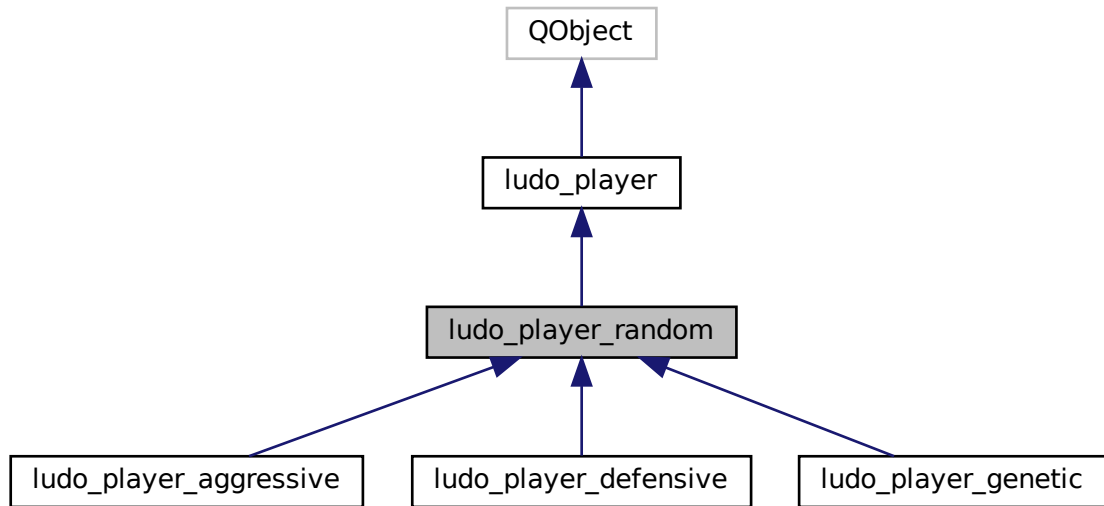 QObject
ludo_player
ludo_player_random
ludo_player_aggressive
ludo_player_defensive
ludo_player_genetic